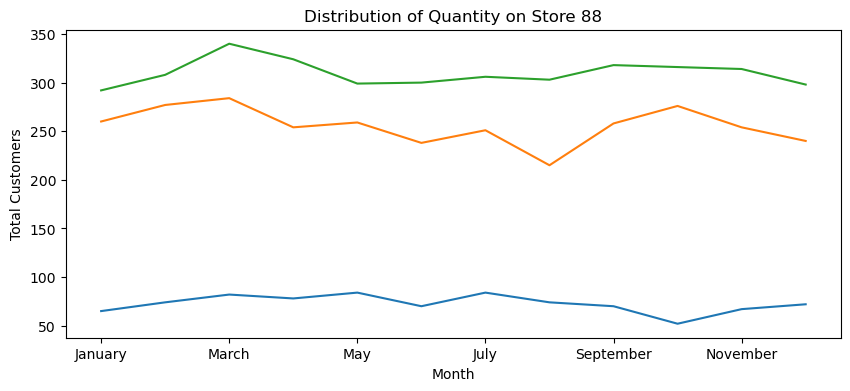 Distribution of Quantity on Store 88
Total Customers
350
300
250
200
150
100
50
January March May July September November
Month